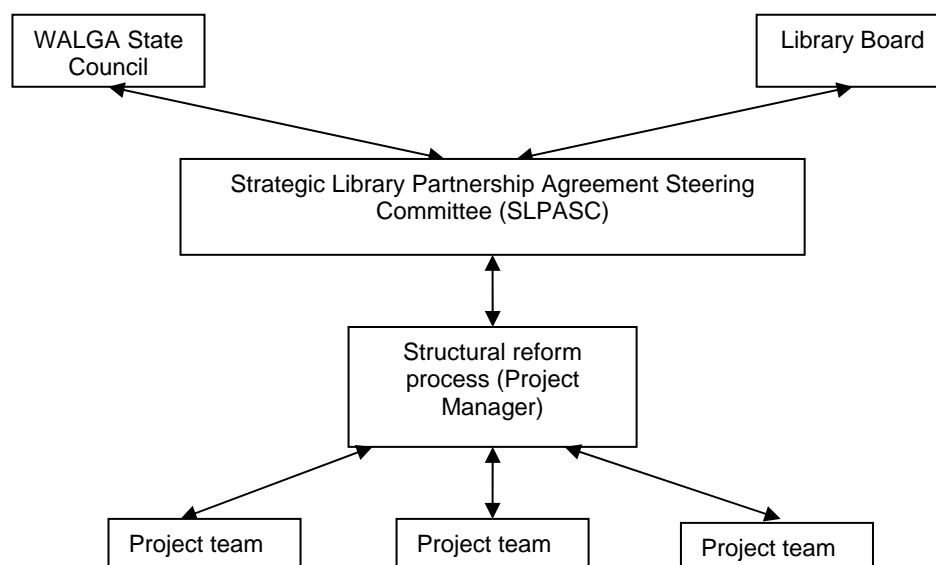 WALGA State
Council
Library Board
Strategic Library Partnership Agreement Steering
Committee (SLPASC)
Structural reform
process (Project
Manager)
Project team
Project team
Project team